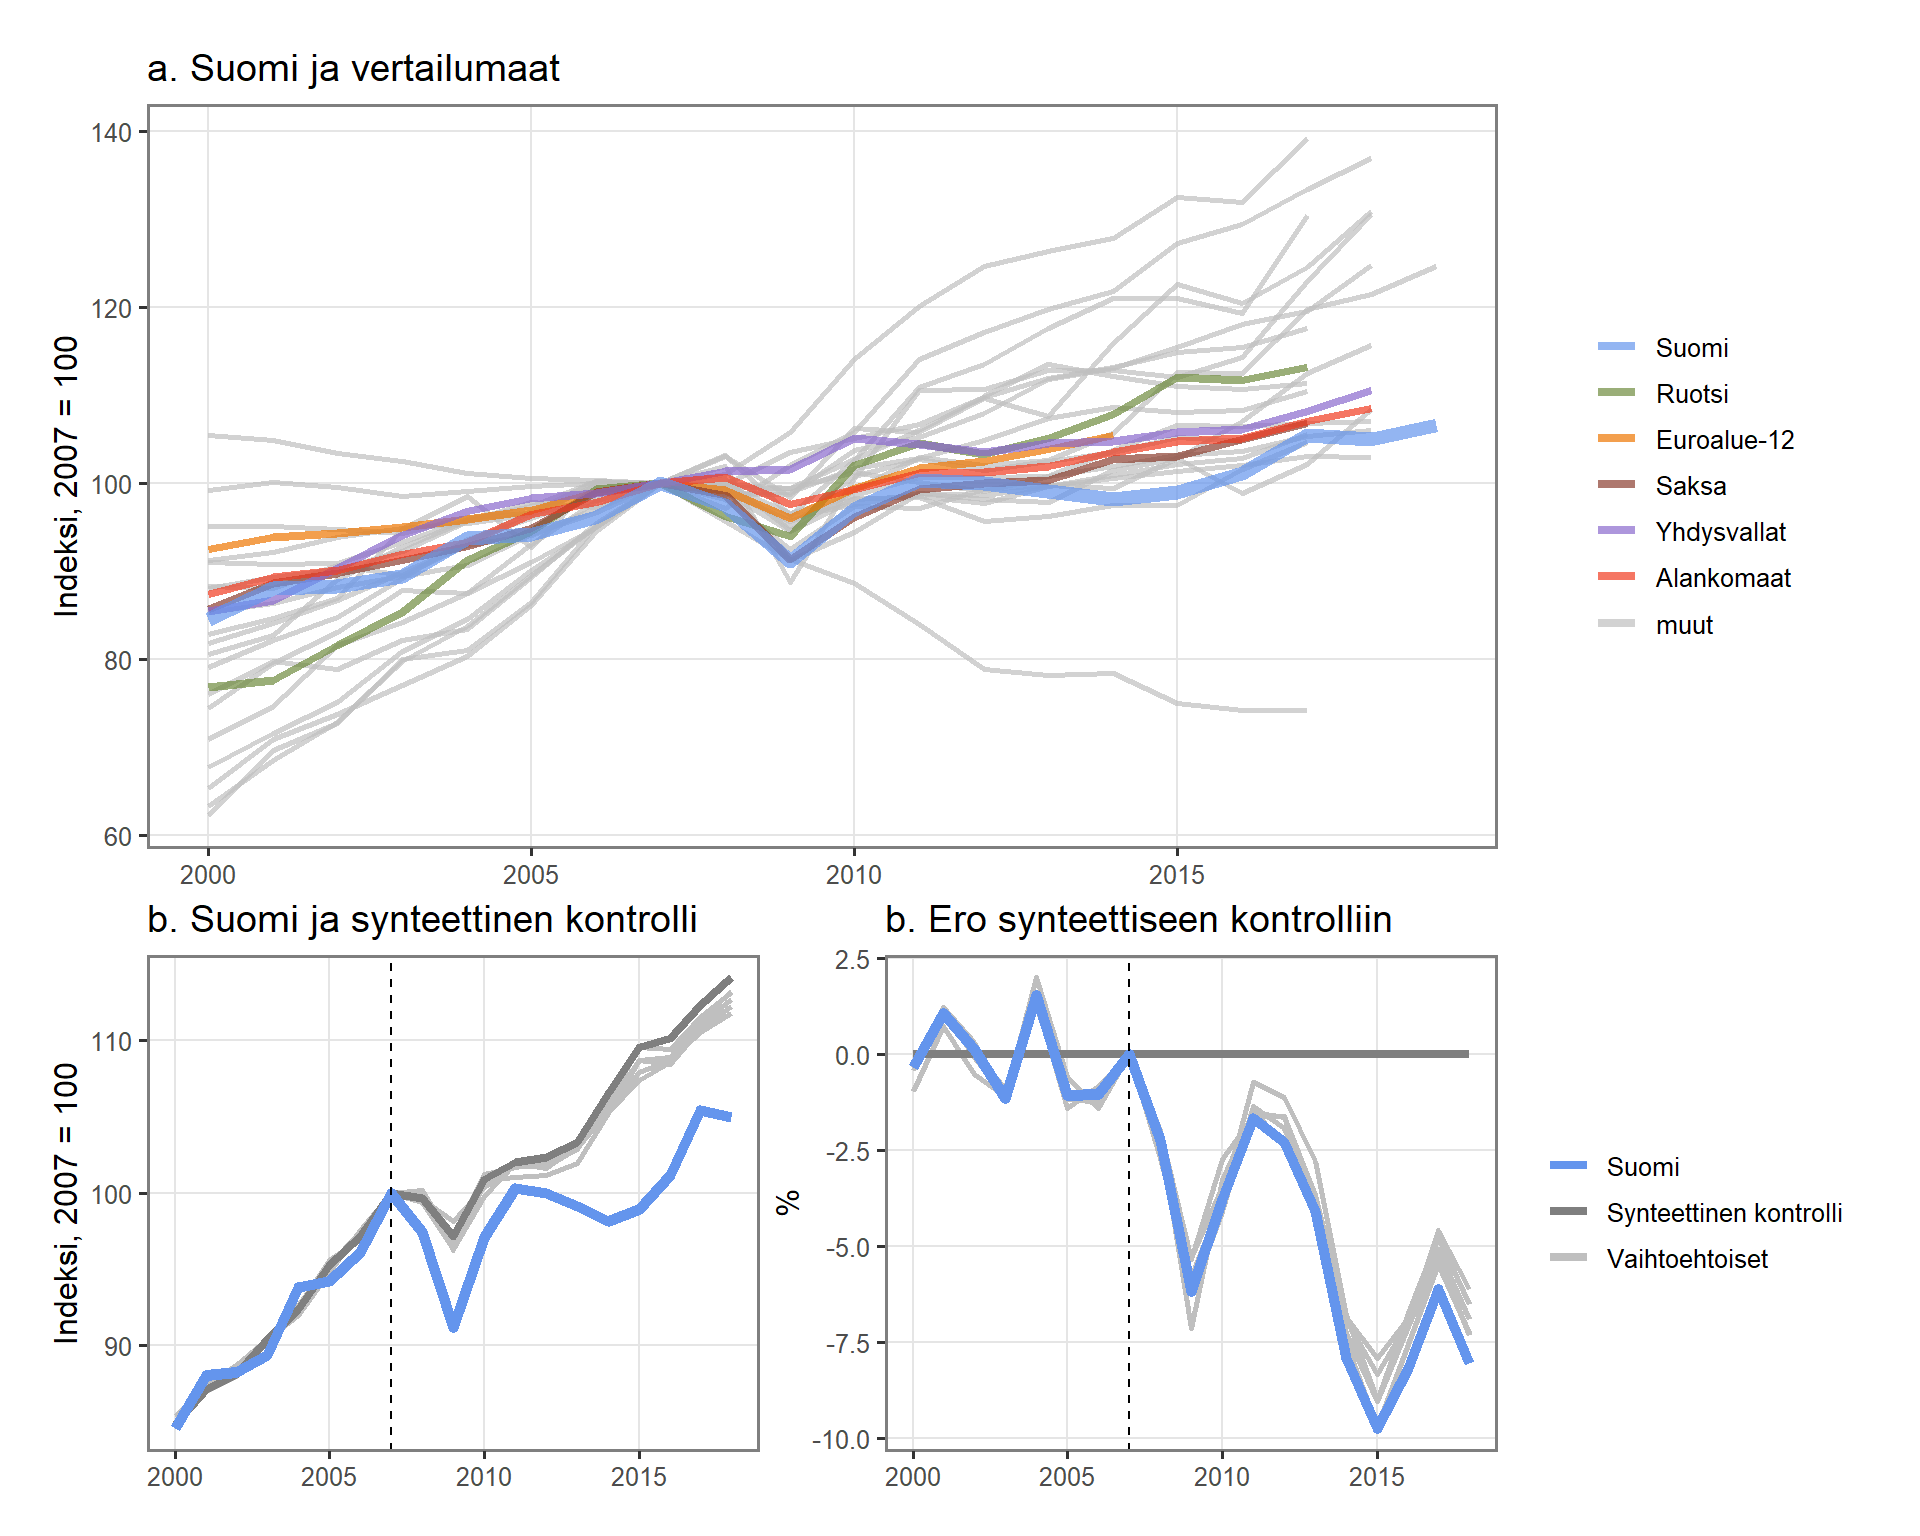 a. Suomi ja vertailumaat
Indeksi, 2007 = 100
140
120
100
80
60
2000
2005
2010
2015
Suomi
Ruotsi
Euroalue-12
Saksa
Yhdysvallat
Alankomaat
muut
b. Suomi ja synteettinen kontrolli
Indeksi, 2007 = 100
110
100
90
2000
2005
2010
2015
b. Ero synteettiseen kontrolliin
%
2.5
0.0
-2.5
-5.0
-7.5
-10.0
2000
2005
2010
2015
Suomi
Synteettinen kontrolli
Vaihtoehtoiset